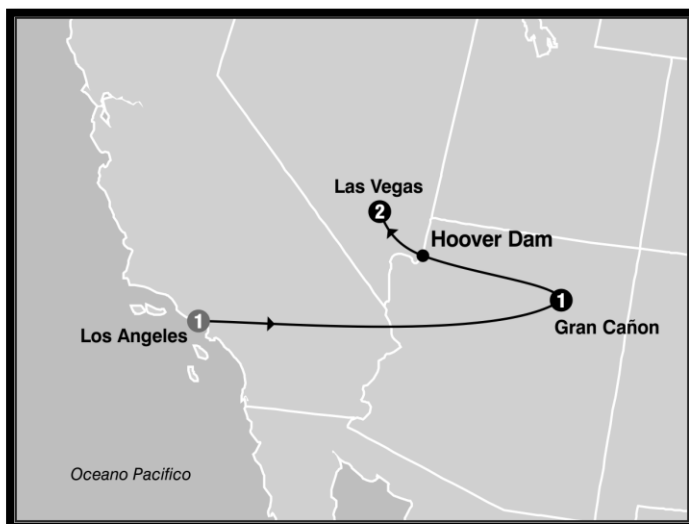 Las Vegas
2
Hoover Dam
1
Gran Cañon
1
Los Angeles
Oceano Pacifico